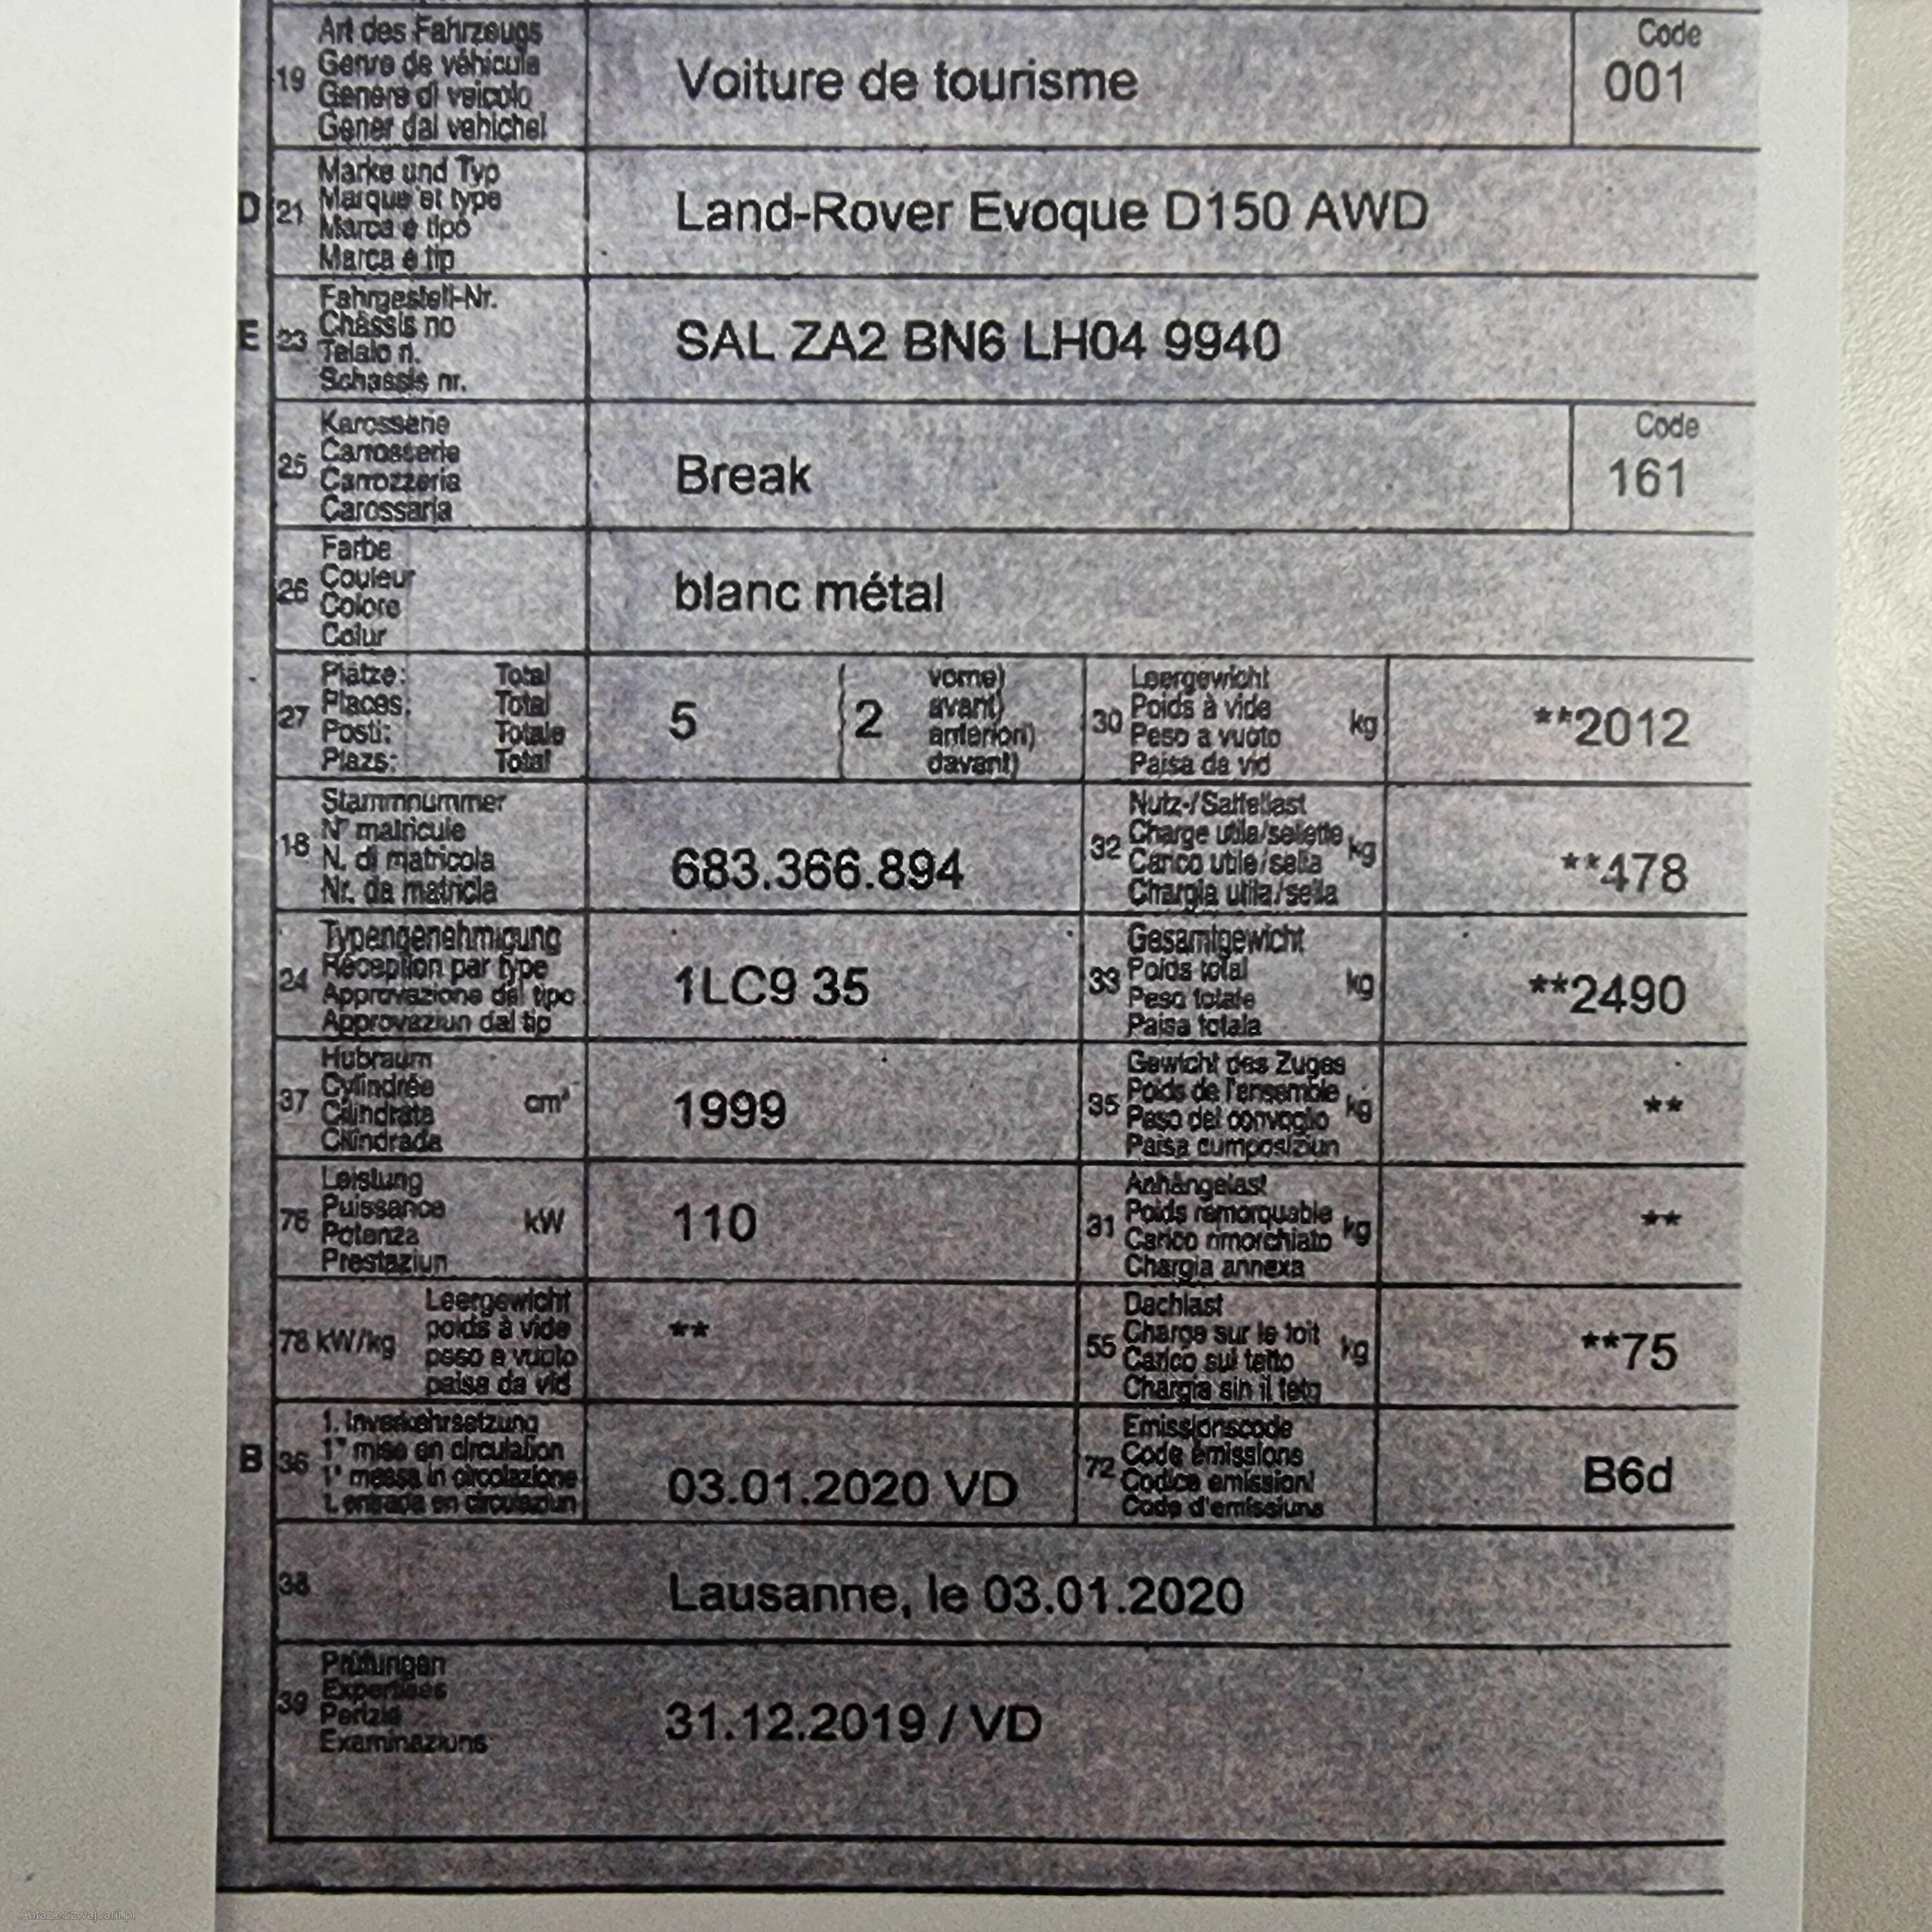 Art des Fahrzeugs
Genre de véhicule
Genere di veicolo
Gener dal vehichel
19
Voiture de tourisme
Code
001
D
21
Marke und Typ
Marque et type
Marca e tipo
Marca e tip
Land-Rover Evoque D150 AWD
E
23
Fahrgestell-Nr.
Châssis no
Telaio n.
Schassis nr.
SAL ZA2 BN6 LH04 9940
25
Karosserie
Carrosserie
Carrozzeria
Carossaria
Break
Code
161
26
Farbe
Couleur
Colore
Colur
blanc métal
27
Plätze: Total
Places: Total
Posti: Totale
Plazs: Total
5
2
vorne)
avant)
anteriori)
davant)
30
Leergewicht
Poids à vide
Peso a vuoto
Paisa da vid
kg
**2012
18
Stammnummer
N° matricule
N. di matricola
Nr. da matricla
683.366.894
32
Nutz-/Sattellast
Charge utile/sellette
Carico utile/sella
Chargia utila/sella
kg
**478
24
Typengenehmigung
Réception par type
Approvazione del tipo
Approvaziun dal tip
1LC9 35
33
Gesamtgewicht
Poids total
Peso totale
Paisa totala
kg
**2490
37
Hubraum
Cylindrée
Cilindrata
Cilindrada
cm³
1999
35
Gewicht des Zuges
Poids de l'ensemble
Peso del convoglio
Paisa cumposiziun
kg
**
76
Leistung
Puissance
Potenza
Prestaziun
kW
110
31
Anhängelast
Poids remorquable
Carico rimorchiato
Chargia annexa
kg
**
78 kW/kg
Leergewicht
poids à vide
peso a vuoto
paisa da vid
**
55
Dachlast
Charge sur le toit
Carico sul tetto
Chargia sin il tetg
kg
**75
B
36
1. Inverkehrsetzung
1re mise en circulation
1a messa in circolazione
1. entrada en circulaziun
03.01.2020 VD
72
Emissionscode
Code émissions
Codice emissioni
Code d'emissiuns
B6d
38
Lausanne, le 03.01.2020
39
Prüfungen
Expertises
Perizie
Examinaziuns
31.12.2019 / VD
AutaZeSzwajcarii.pl